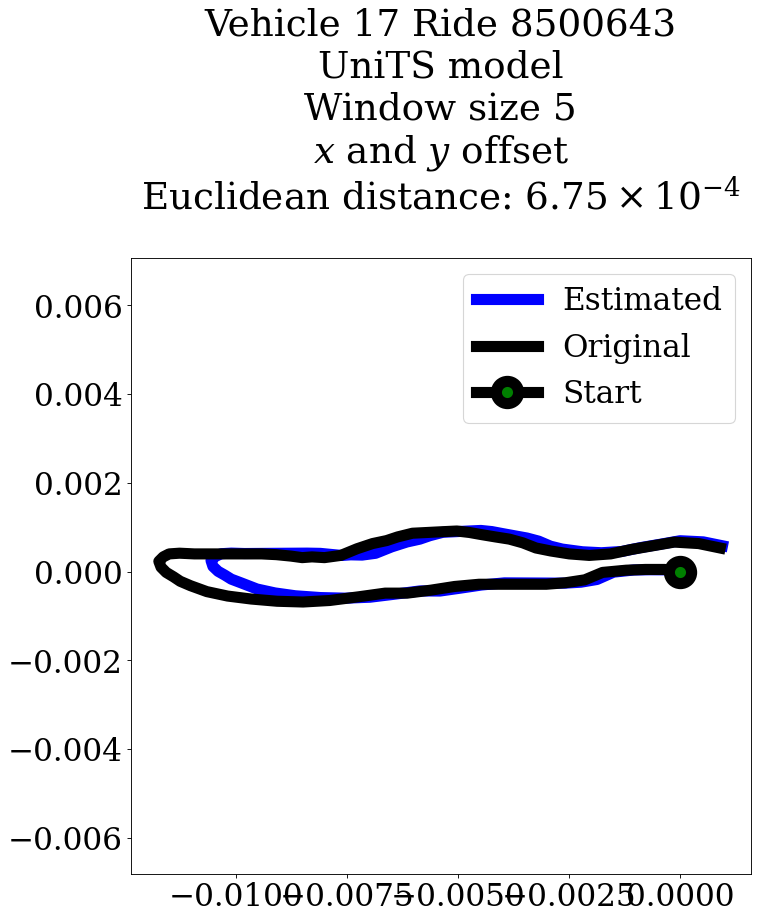 Vehicle 17 Ride 8500643
UniTS model
Window size 5
x and y offset
Euclidean distance: 6.75 × 10⁻⁴
Estimated
Original
Start
0.006
0.004
0.002
0.000
−0.002
−0.004
−0.006
−0.0100 −0.0075 −0.0050 −0.0025 0.0000